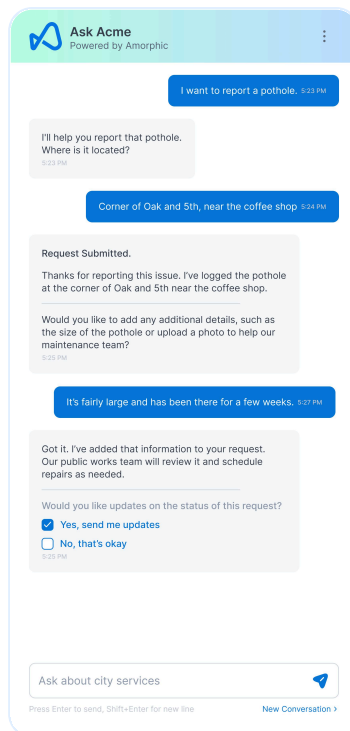 Ask Acme
Powered by Amorphic
I want to report a pothole. 5:23 PM
I'll help you report that pothole.
Where is it located?
5:23 PM
Corner of Oak and 5th, near the coffee shop 5:24 PM
Request Submitted.
Thanks for reporting this issue. I've logged the pothole
at the corner of Oak and 5th near the coffee shop.
Would you like to add any additional details, such as
the size of the pothole or upload a photo to help our
maintenance team?
5:25 PM
It's fairly large and has been there for a few weeks. 5:27 PM
Got it. I've added that information to your request.
Our public works team will review it and schedule
repairs as needed.
Would you like updates on the status of this request?
Yes, send me updates
No, that's okay
5:25 PM
Ask about city services
Press Enter to send, Shift+Enter for new line
New Conversation >